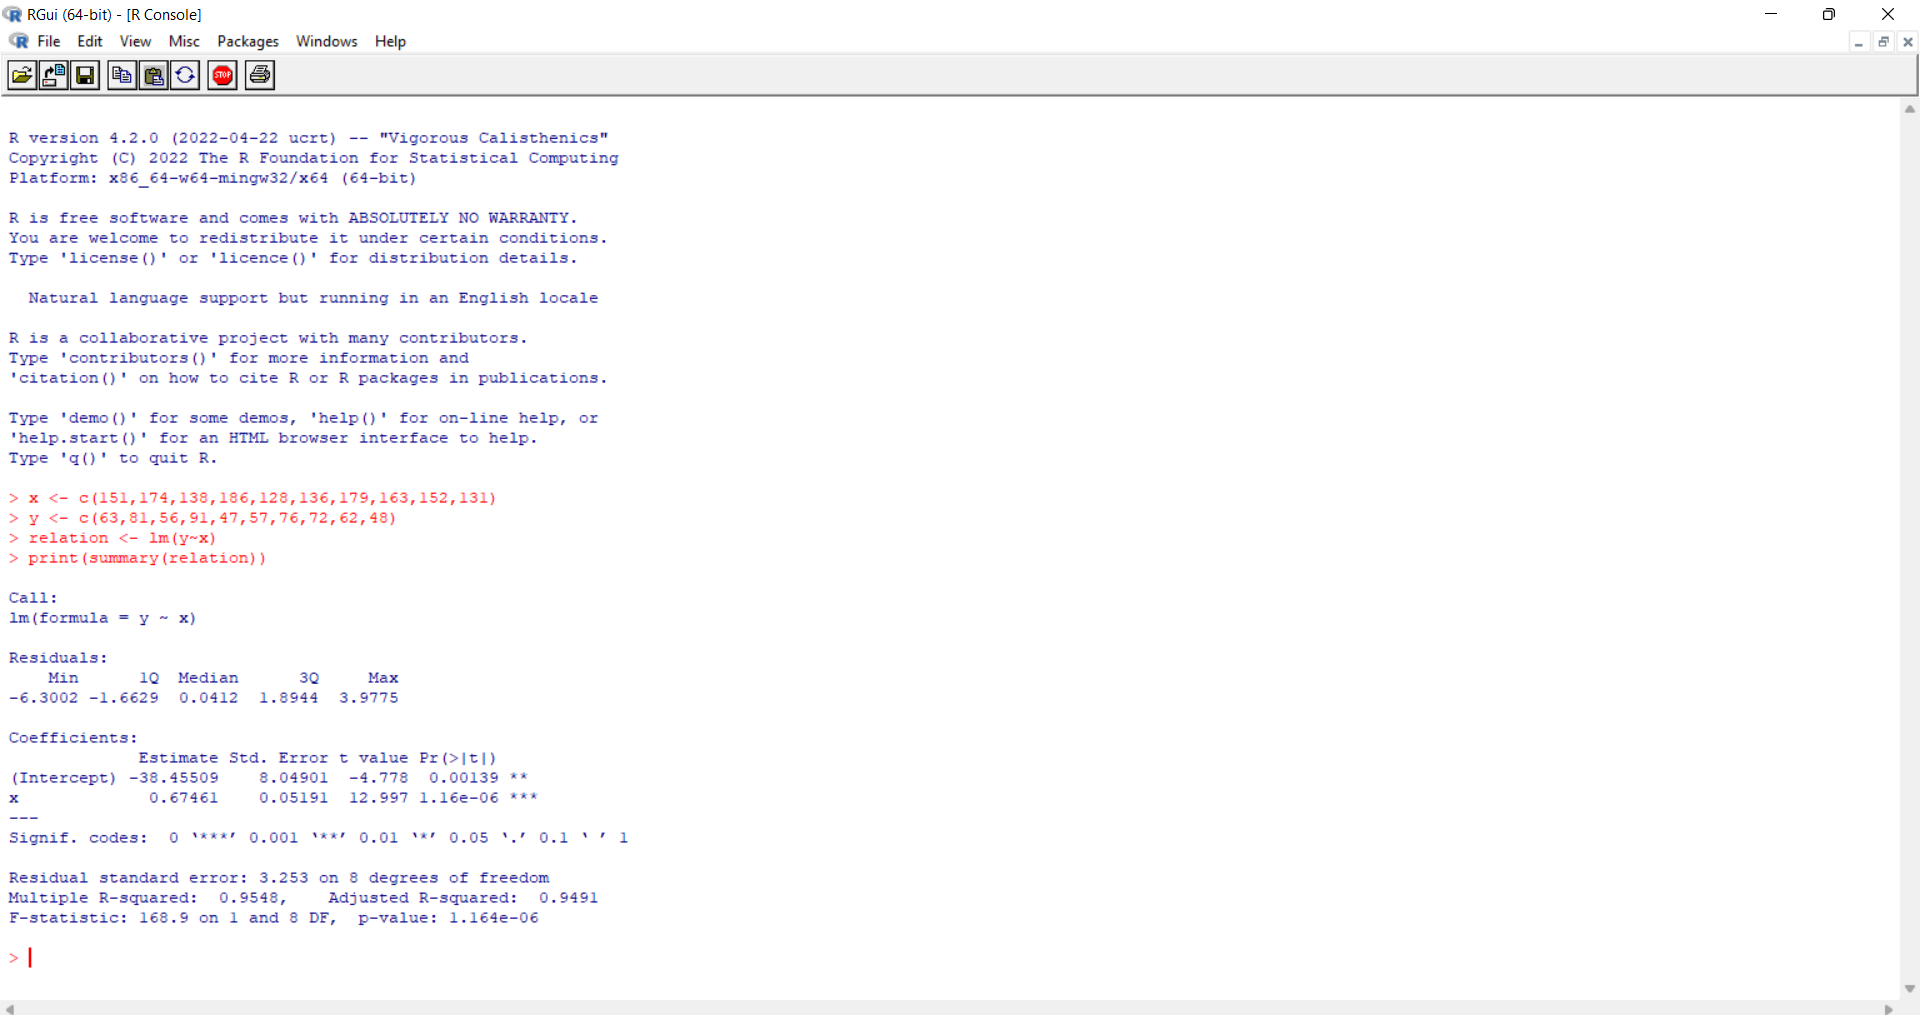 RGui (64-bit) - [R Console]
File Edit View Misc Packages Windows Help
STOP
R version 4.2.0 (2022-04-22 ucrt) -- "Vigorous Calisthenics"
Copyright (C) 2022 The R Foundation for Statistical Computing
Platform: x86_64-w64-mingw32/x64 (64-bit)

R is free software and comes with ABSOLUTELY NO WARRANTY.
You are welcome to redistribute it under certain conditions.
Type 'license()' or 'licence()' for distribution details.

  Natural language support but running in an English locale

R is a collaborative project with many contributors.
Type 'contributors()' for more information and
'citation()' on how to cite R or R packages in publications.

Type 'demo()' for some demos, 'help()' for on-line help, or
'help.start()' for an HTML browser interface to help.
Type 'q()' to quit R.

> x <- c(151,174,138,186,128,136,179,163,152,131)
> y <- c(63,81,56,91,47,57,76,72,62,48)
> relation <- lm(y~x)
> print(summary(relation))

Call:
lm(formula = y ~ x)

Residuals:
    Min      1Q  Median      3Q     Max
-6.3002 -1.6629  0.0412  1.8944  3.9775

Coefficients:
             Estimate Std. Error t value Pr(>|t|)
(Intercept) -38.45509    8.04901  -4.778  0.00139 **
x             0.67461    0.05191  12.997 1.16e-06 ***
---
Signif. codes:  0 ‘***’ 0.001 ‘**’ 0.01 ‘*’ 0.05 ‘.’ 0.1 ‘ ’ 1

Residual standard error: 3.253 on 8 degrees of freedom
Multiple R-squared:  0.9548,    Adjusted R-squared:  0.9491
F-statistic: 168.9 on 1 and 8 DF,  p-value: 1.164e-06

>